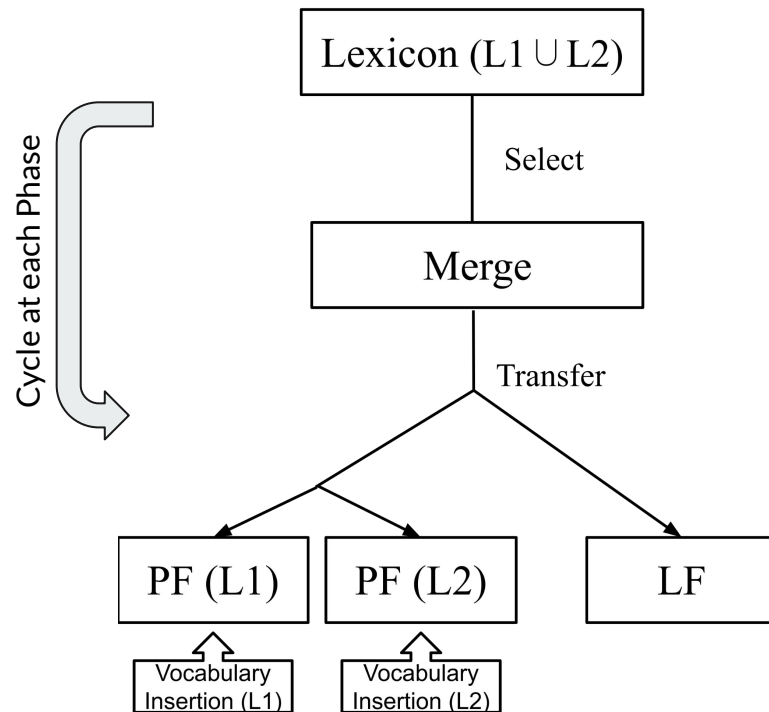 Lexicon (L1 ∪ L2)
Cycle at each Phase
Select
Merge
Transfer
PF (L1)
PF (L2)
LF
Vocabulary
Insertion (L1)
Vocabulary
Insertion (L2)